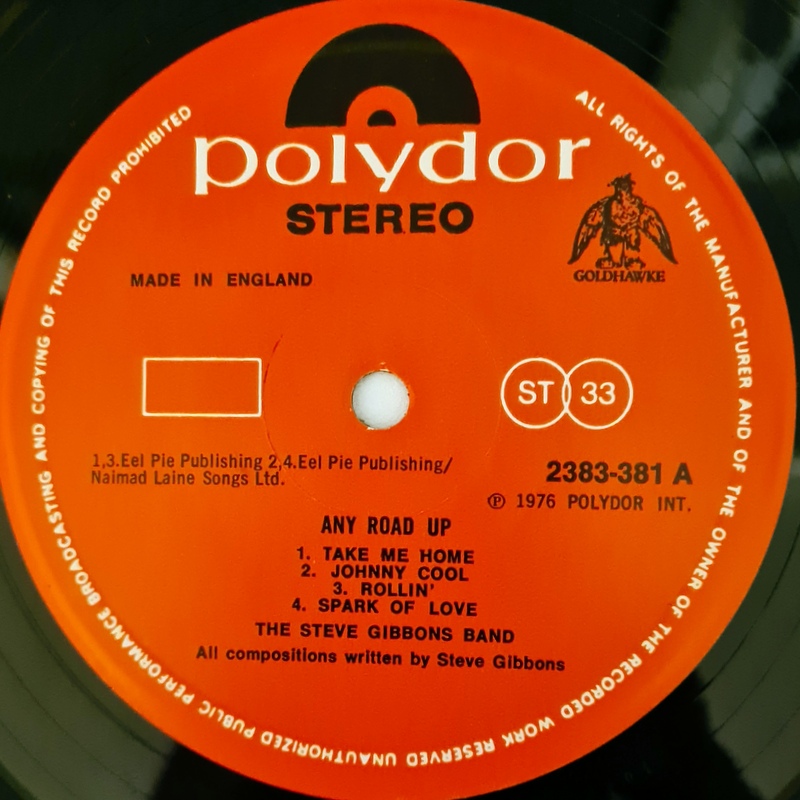 polydor
STEREO
GOLDHAWKE
MADE IN ENGLAND
ST 33
1,3.Eel Pie Publishing 2,4.Eel Pie Publishing/
Naimad Laine Songs Ltd.
2383-381 A
℗ 1976 POLYDOR INT.
ANY ROAD UP
1. TAKE ME HOME
2. JOHNNY COOL
3. ROLLIN'
4. SPARK OF LOVE
THE STEVE GIBBONS BAND
All compositions written by Steve Gibbons
ALL RIGHTS OF THE MANUFACTURER AND OF THE OWNER OF THE RECORDED WORK RESERVED UNAUTHORIZED PUBLIC PERFORMANCE BROADCASTING AND COPYING OF THIS RECORD PROHIBITED